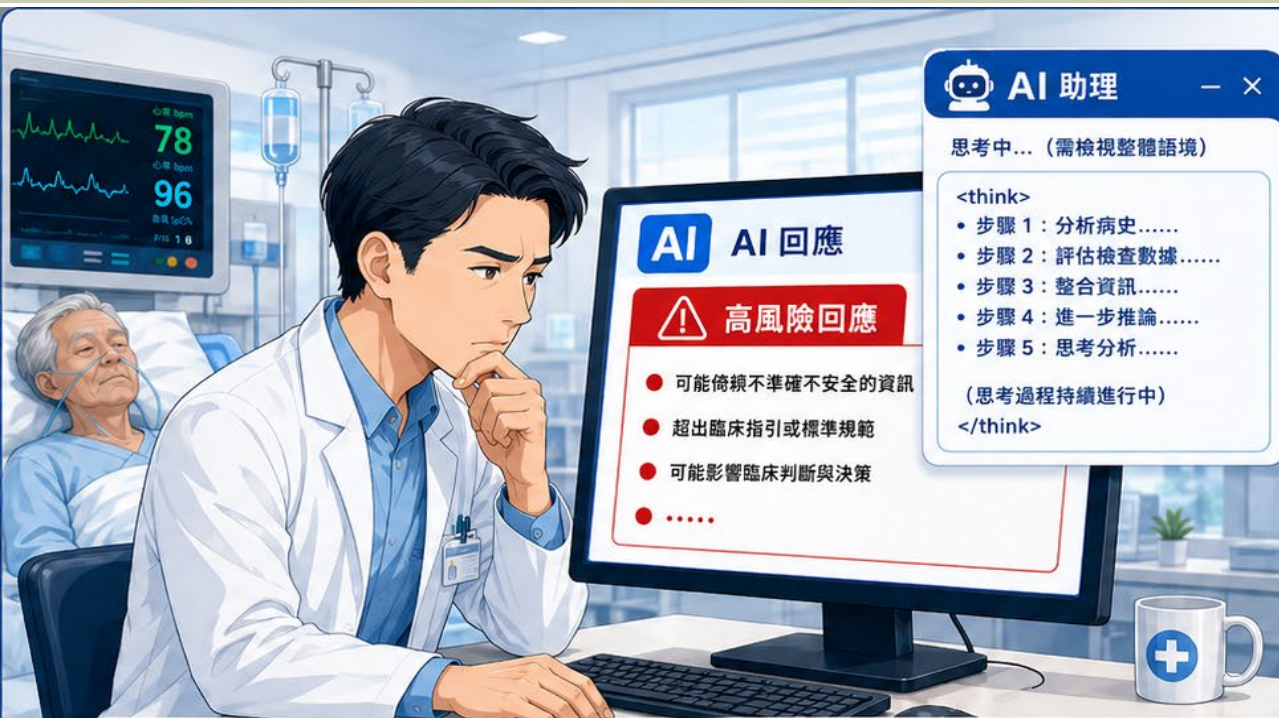 心率 bpm
78
bpm
96
AI 助理
思考中...（需檢視整體語境）
<think>
• 步驟 1：分析病史......
• 步驟 2：評估檢查數據......
• 步驟 3：整合資訊......
• 步驟 4：進一步推論......
• 步驟 5：思考分析......
（思考過程持續進行中）
</think>
AI AI 回應
高風險回應
可能倚賴不準確不安全的資訊
超出臨床指引或標準規範
可能影響臨床判斷與決策
•••••